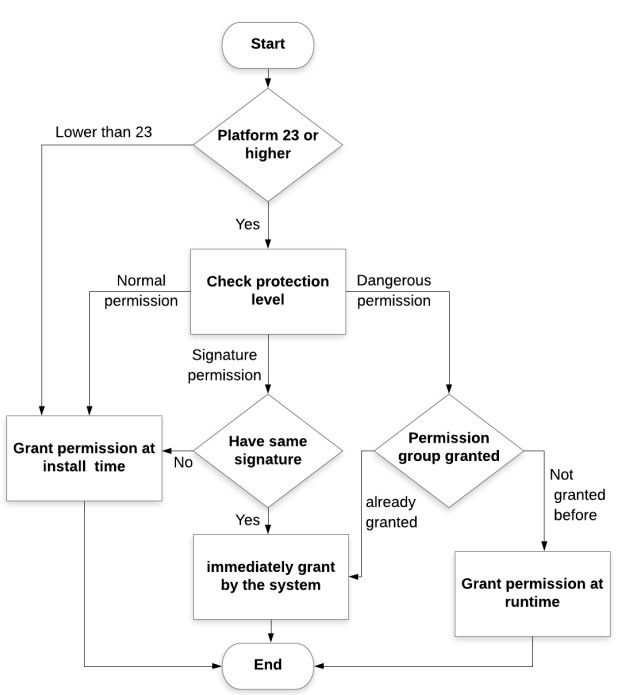 Start
Platform 23 or
higher
Lower than 23
Yes
Check protection
level
Normal
permission
Dangerous
permission
Signature
permission
Grant permission at
install time
No
Have same
signature
Permission
group granted
already
granted
Not
granted
before
Yes
immediately grant
by the system
Grant permission at
runtime
End